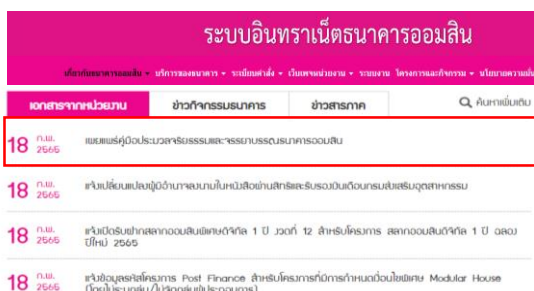 ระบบอินทราเน็ตธนาคารออมสิน
เกี่ยวกับธนาคารออมสิน บริการของธนาคาร ระเบียบคำสั่ง เว็บเพจหน่วยงาน ระบบงาน โครงการและกิจกรรม
เอกสารจากหน่วยงาน ข่าวกิจกรรมธนาคาร ข่าวสารภาค ค้นหาเพิ่มเติม
18 ก.พ. 2565 เผยแพร่คู่มือประมวลจริยธรรมและจรรยาบรรณธนาคารออมสิน
18 ก.พ. 2565 แจ้งเปลี่ยนแปลงผู้มีอำนาจลงนามในหนังสือผ่านสิทธิและรับรองเงินเดือนกรมส่งเสริมอุตสาหกรรม
18 ก.พ. 2565 แจ้งเปิดรับฝากสลากออมสินพิเศษดิจิทัล 1 ปี งวดที่ 12 สำหรับโครงการ สลากออมสินดิจิทัล 1 ปี ฉลอง
ปีใหม่ 2565
18 ก.พ. 2565 แจ้งข้อมูลรหัสโครงการ Post Finance สำหรับโครงการที่มีการกำหนดเงื่อนไขพิเศษ Modular House